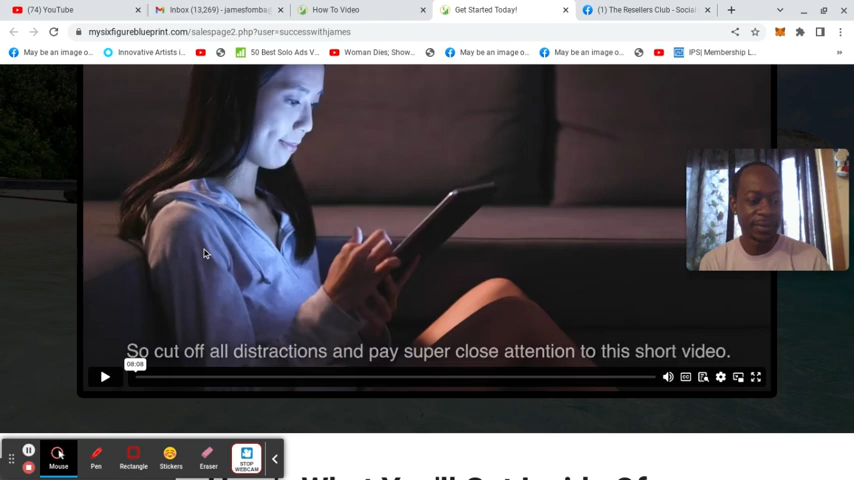 (74) YouTube
Inbox (13,269) - jamesfomba
How To Video
Get Started Today!
(1) The Resellers Club - Social
mysixfigureblueprint.com/salespage2.php?user=successwithjames
May be an image o...
Innovative Artists i...
50 Best Solo Ads V...
Woman Dies; Show...
May be an image o...
May be an image o...
IPS| Membership L...
»
So cut off all distractions and pay super close attention to this short video.
08:08
Mouse
Pen
Rectangle
Stickers
Eraser
STOP
WEBCAM